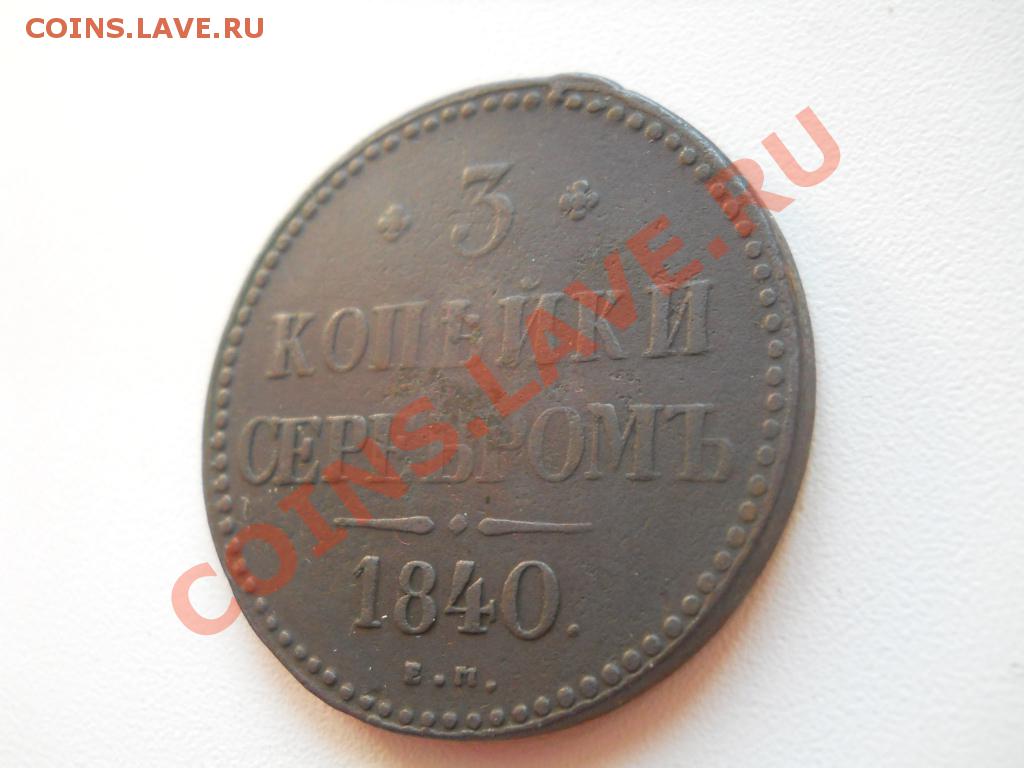 COINS.LAVE.RU
3
КОПѢЙКИ
СЕРЕБРОМЪ
1840.
Е.М.
COINS.LAVE.RU